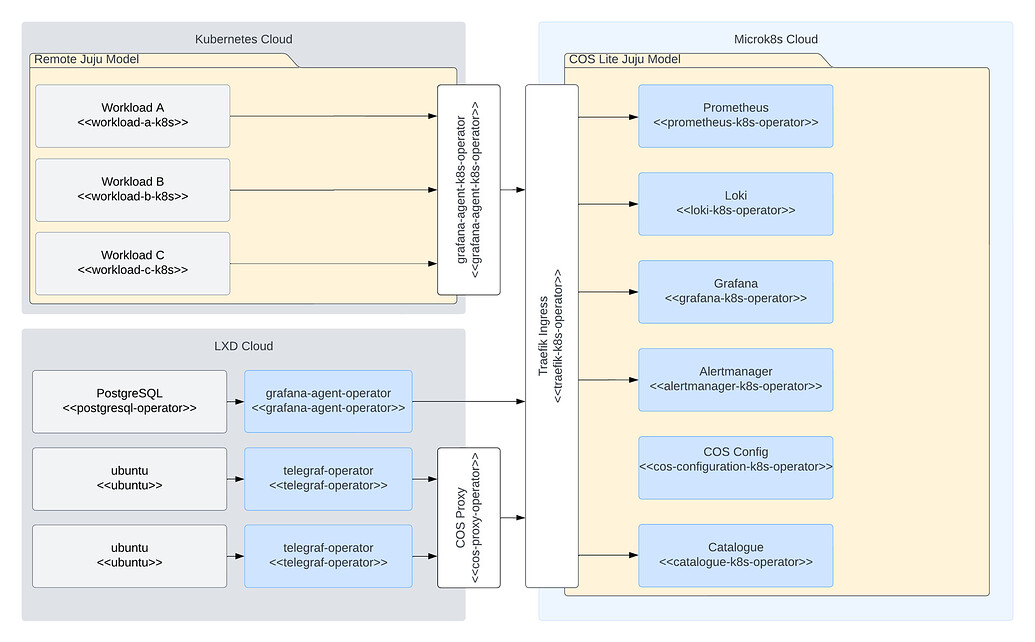 Kubernetes Cloud
Remote Juju Model
Workload A
<<workload-a-k8s>>
Workload B
<<workload-b-k8s>>
Workload C
<<workload-c-k8s>>
grafana-agent-k8s-operator
<<grafana-agent-k8s-operator>>
LXD Cloud
PostgreSQL
<<postgresql-operator>>
grafana-agent-operator
<<grafana-agent-operator>>
ubuntu
<<ubuntu>>
telegraf-operator
<<telegraf-operator>>
ubuntu
<<ubuntu>>
telegraf-operator
<<telegraf-operator>>
COS Proxy
<<cos-proxy-operator>>
Microk8s Cloud
COS Lite Juju Model
Traefik Ingress
<<traefik-k8s-operator>>
Prometheus
<<prometheus-k8s-operator>>
Loki
<<loki-k8s-operator>>
Grafana
<<grafana-k8s-operator>>
Alertmanager
<<alertmanager-k8s-operator>>
COS Config
<<cos-configuration-k8s-operator>>
Catalogue
<<catalogue-k8s-operator>>